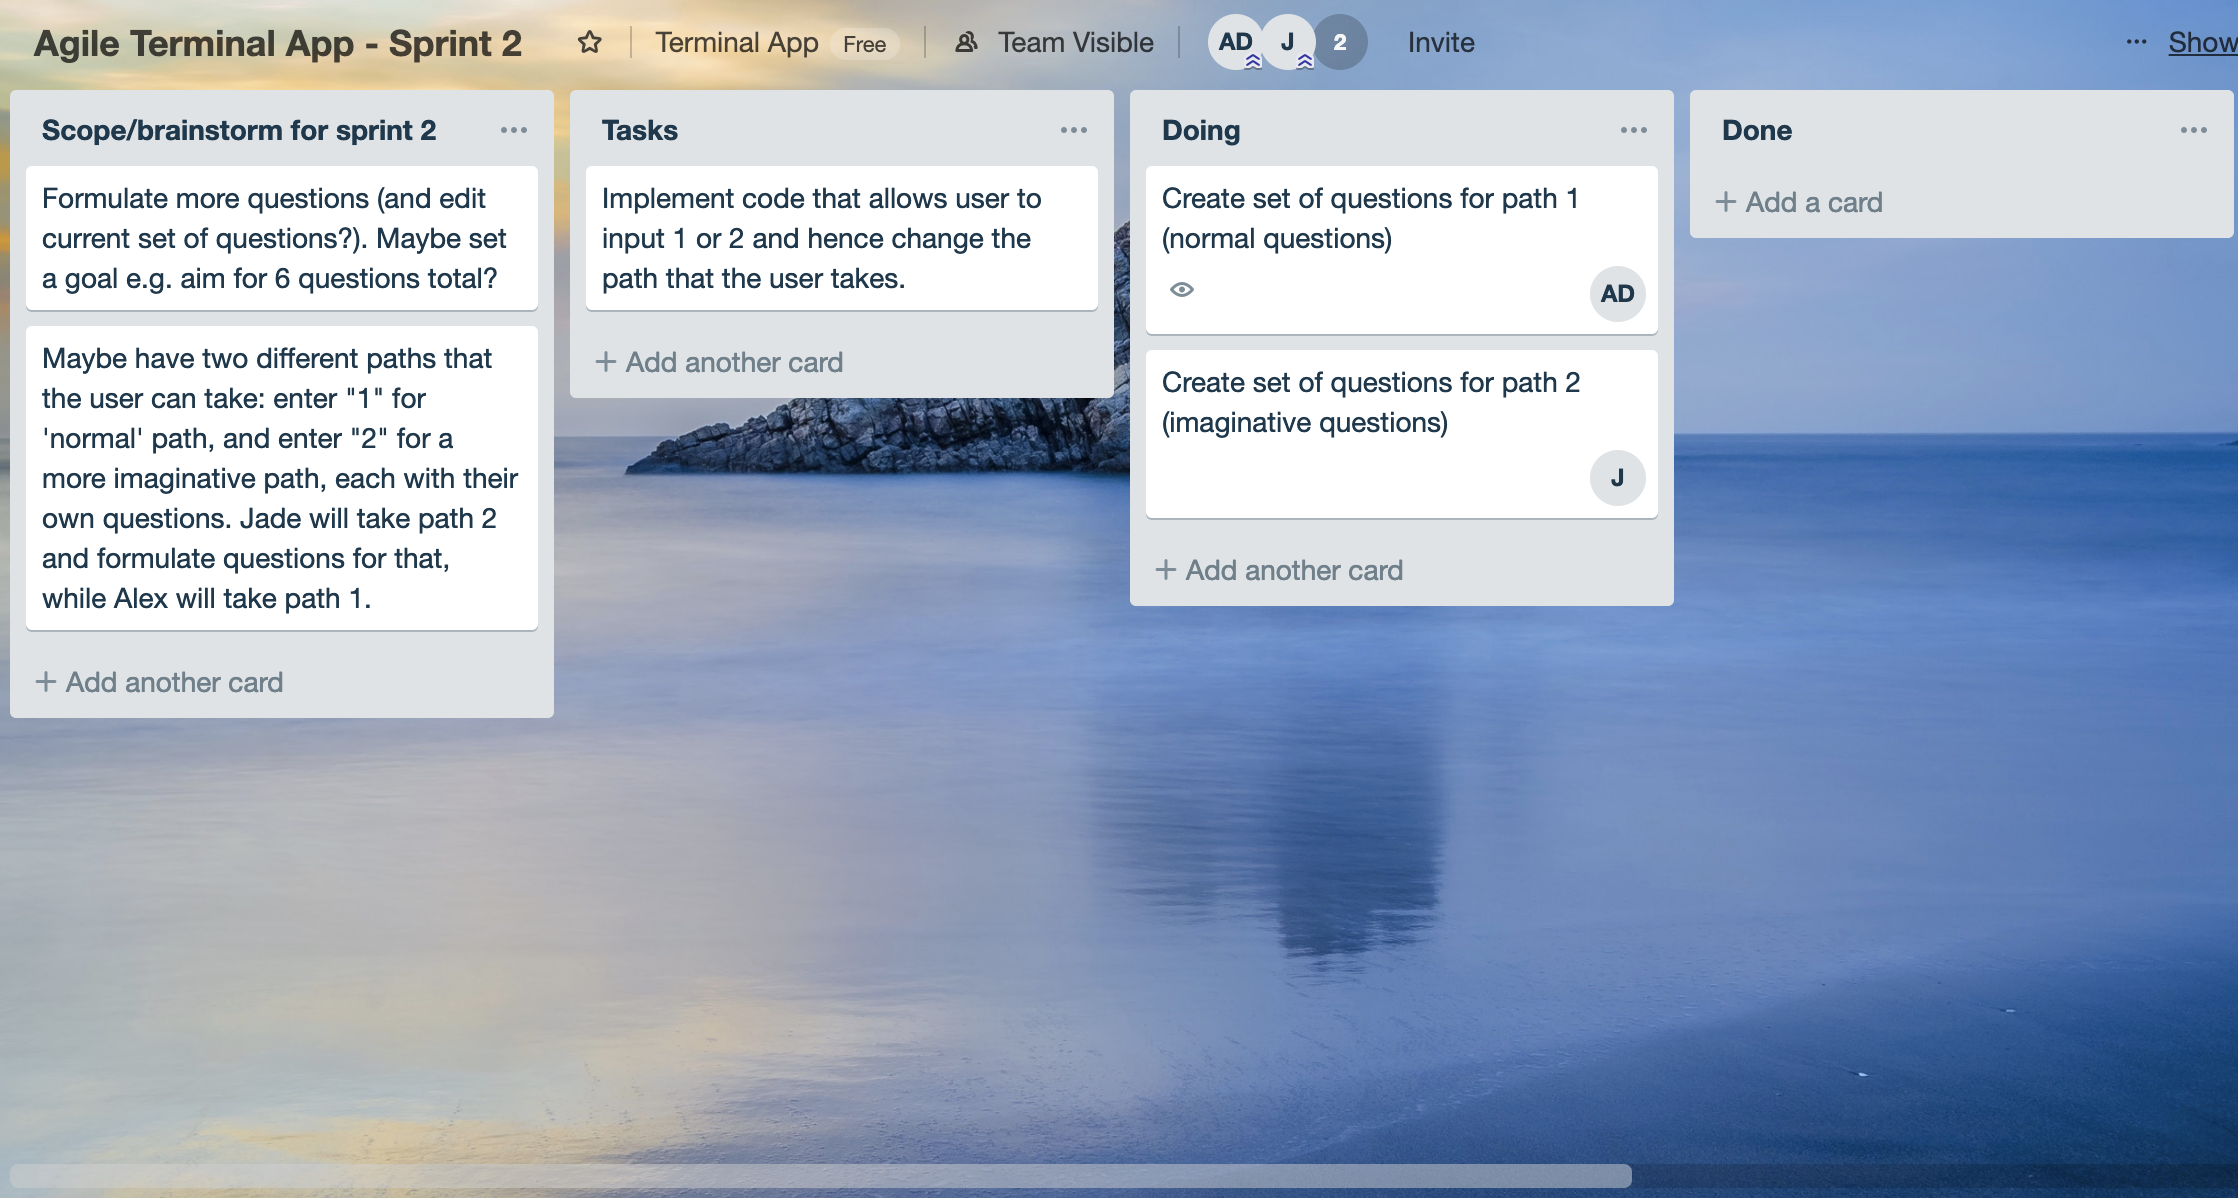 Agile Terminal App - Sprint 2
Terminal App
Free
Team Visible
AD
J
2
Invite
Show
Scope/brainstorm for sprint 2
Formulate more questions (and edit
current set of questions?). Maybe set
a goal e.g. aim for 6 questions total?
Maybe have two different paths that
the user can take: enter "1" for
'normal' path, and enter "2" for a
more imaginative path, each with their
own questions. Jade will take path 2
and formulate questions for that,
while Alex will take path 1.
+ Add another card
Tasks
Implement code that allows user to
input 1 or 2 and hence change the
path that the user takes.
+ Add another card
Doing
Create set of questions for path 1
(normal questions)
AD
Create set of questions for path 2
(imaginative questions)
J
+ Add another card
Done
+ Add a card